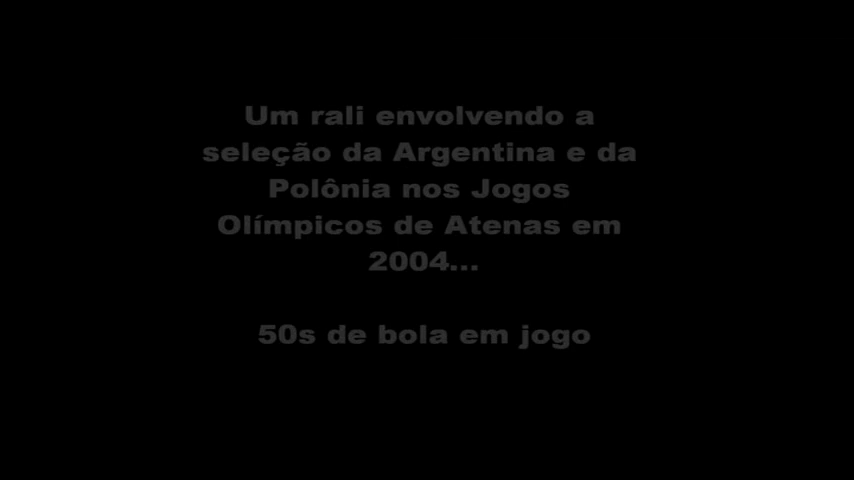 Um rali envolvendo a
seleção da Argentina e da
Polônia nos Jogos
Olímpicos de Atenas em
2004...
50s de bola em jogo